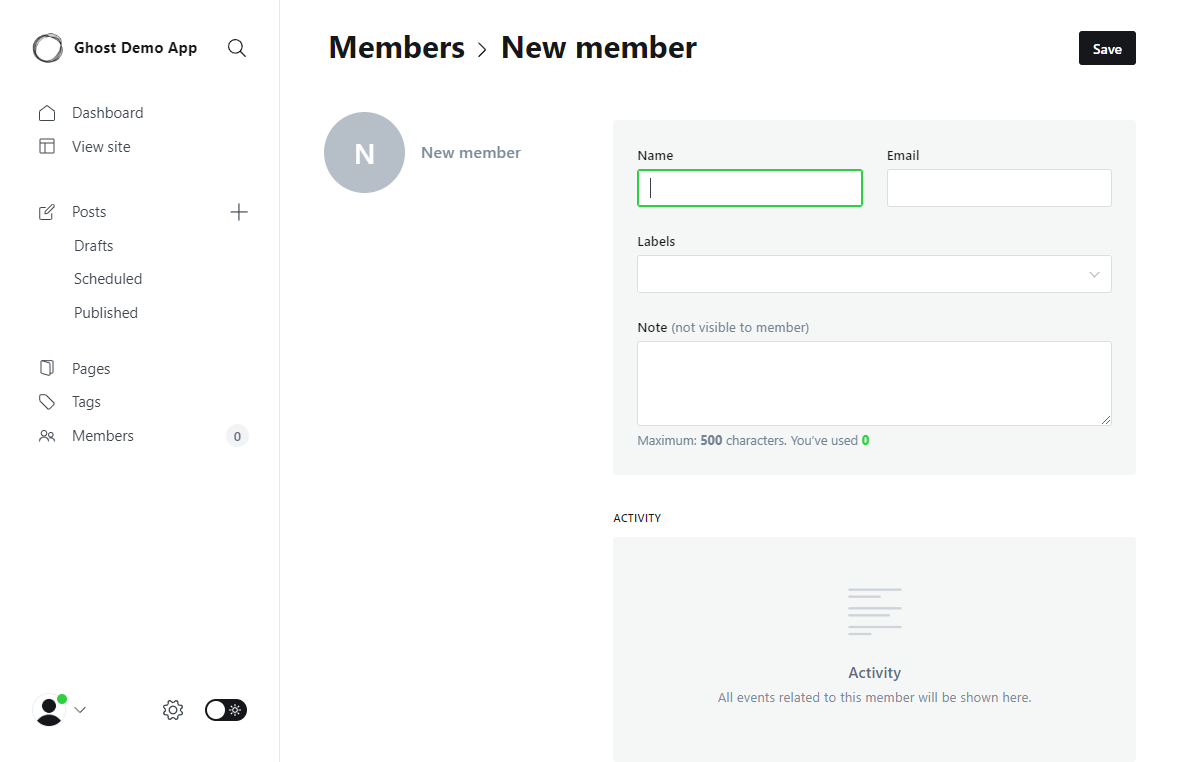 Ghost Demo App
Dashboard
View site
Posts
Drafts
Scheduled
Published
Pages
Tags
Members 0
Members › New member
Save
N New member
Name Email
Labels
Note (not visible to member)
Maximum: 500 characters. You've used 0
ACTIVITY
Activity
All events related to this member will be shown here.